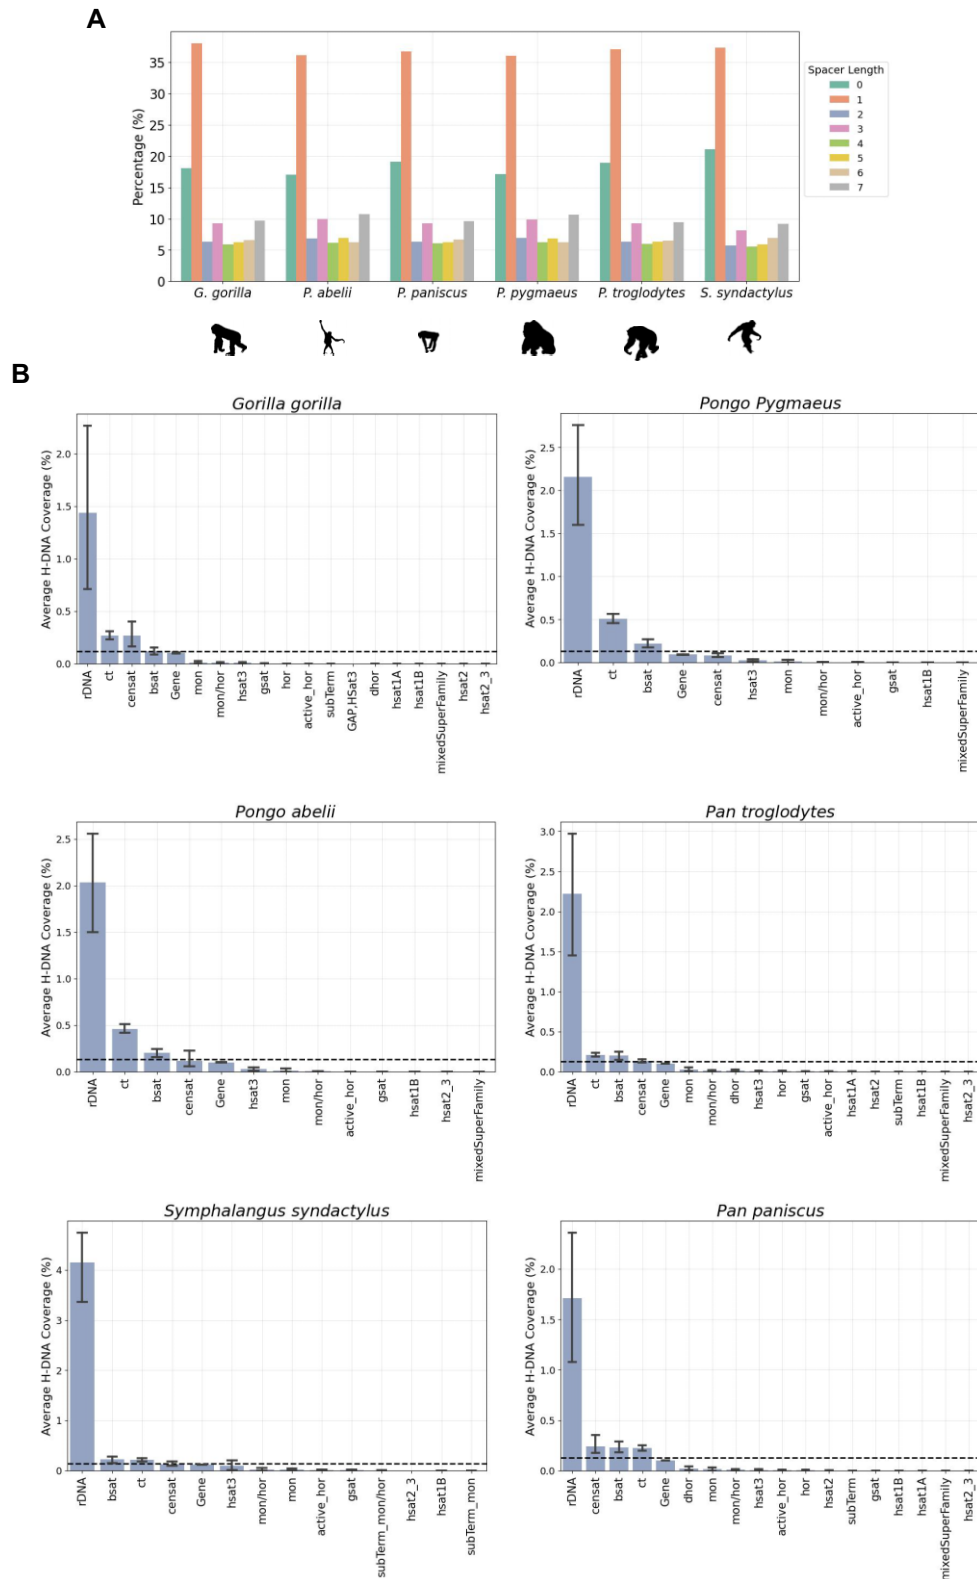 A
Percentage (%)
35
30
25
20
15
10
5
0
G. gorilla
P. abelii
P. paniscus
P. pygmaeus
P. troglodytes
S. syndactylus
Spacer Length
0
1
2
3
4
5
6
7
B
Gorilla gorilla
Average H-DNA Coverage (%)
2.0
1.5
1.0
0.5
0.0
rDNA
ct
censat
bsat
Gene
mon
mon/hor
hsat3
gsat
hor
active_hor
subTerm
GAP,HSat3
dhor
hsat1A
hsat1B
mixedSuperFamily
hsat2
hsat2_3
Pongo Pygmaeus
Average H-DNA Coverage (%)
2.5
2.0
1.5
1.0
0.5
0.0
rDNA
ct
bsat
Gene
censat
hsat3
mon
mon/hor
active_hor
gsat
hsat1B
mixedSuperFamily
Pongo abelii
Average H-DNA Coverage (%)
2.5
2.0
1.5
1.0
0.5
0.0
rDNA
ct
bsat
censat
Gene
hsat3
mon
mon/hor
active_hor
gsat
hsat1B
hsat2_3
mixedSuperFamily
Pan troglodytes
Average H-DNA Coverage (%)
3.0
2.5
2.0
1.5
1.0
0.5
0.0
rDNA
ct
bsat
censat
Gene
mon
mon/hor
dhor
hsat3
hor
gsat
active_hor
hsat1A
hsat2
subTerm
hsat1B
mixedSuperFamily
hsat2_3
Symphalangus syndactylus
Average H-DNA Coverage (%)
4
3
2
1
0
rDNA
bsat
ct
censat
Gene
hsat3
mon/hor
mon
active_hor
gsat
subTerm_mon/hor
hsat2_3
hsat1B
subTerm_mon
Pan paniscus
Average H-DNA Coverage (%)
2.0
1.5
1.0
0.5
0.0
rDNA
censat
bsat
ct
Gene
dhor
mon
mon/hor
hsat3
active_hor
hor
hsat2
subTerm
gsat
hsat1B
hsat1A
mixedSuperFamily
hsat2_3